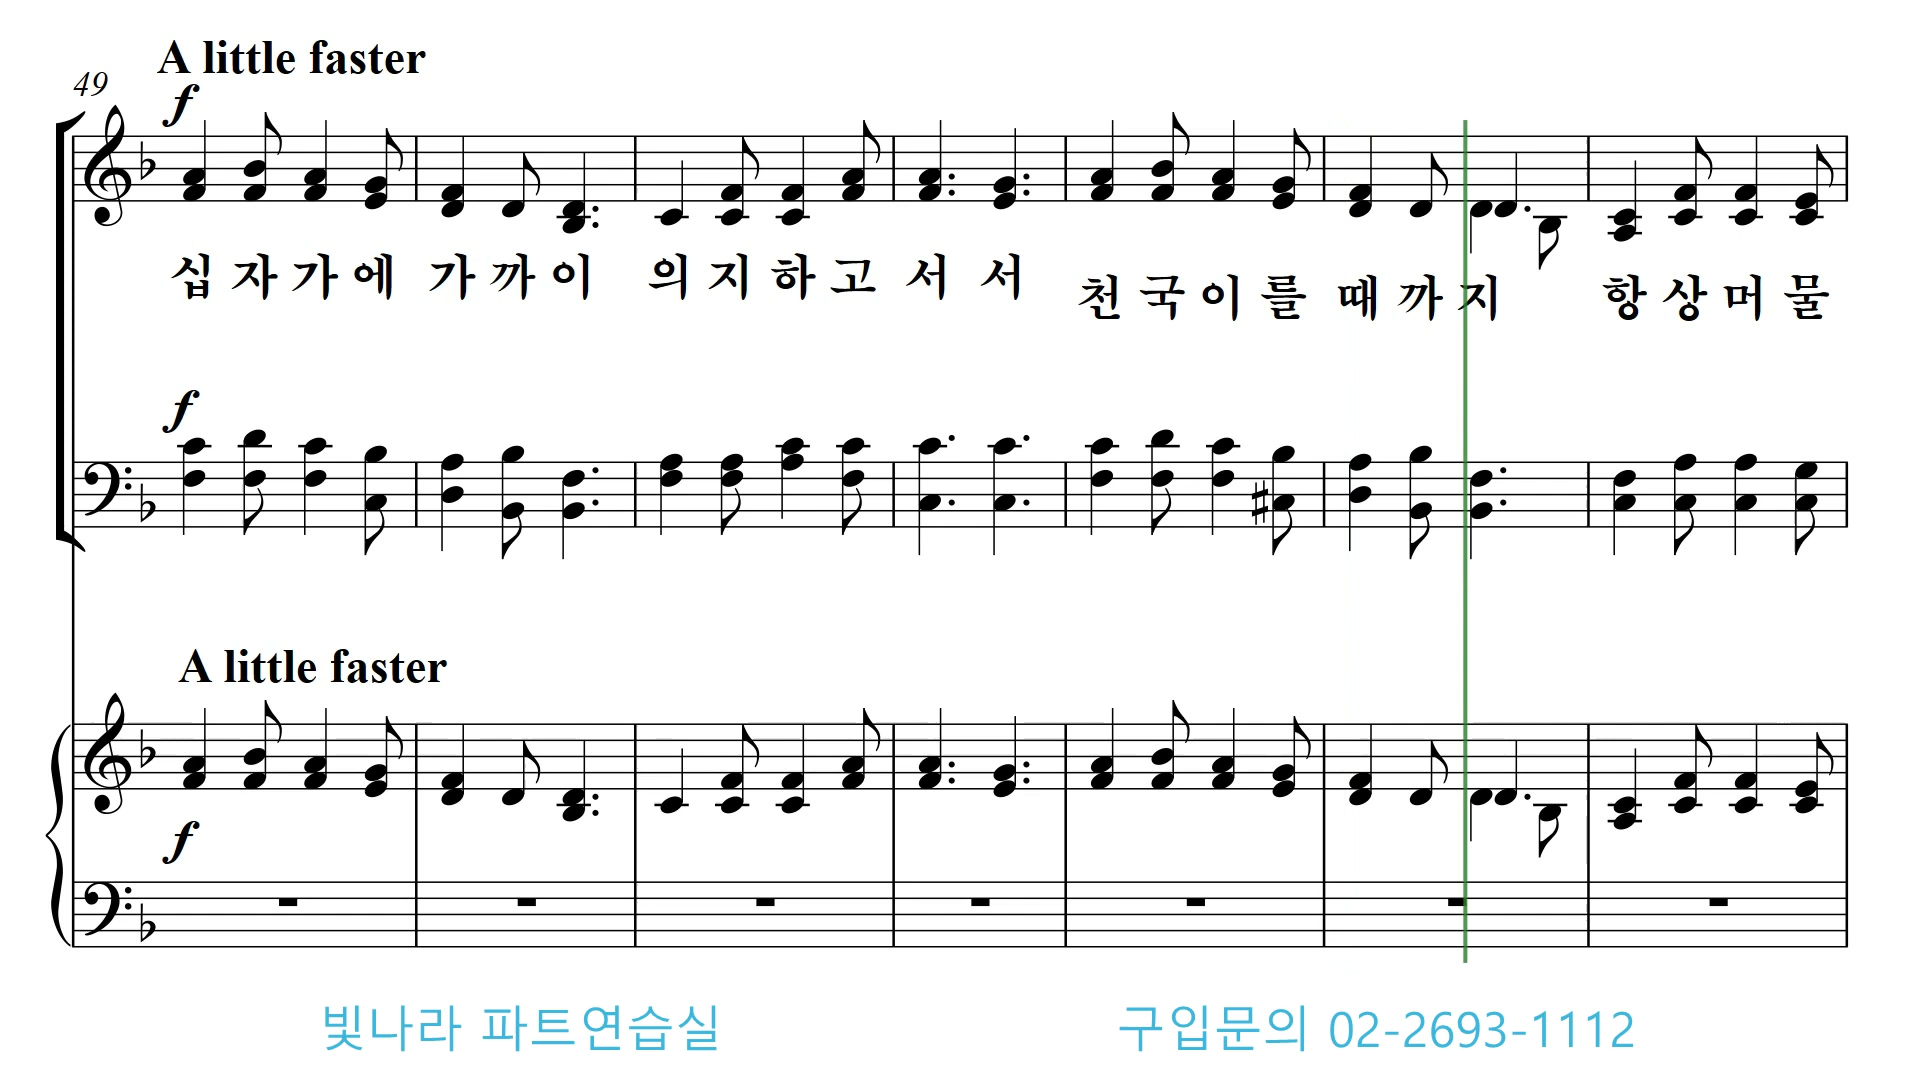 A little faster
49
f
십 자 가 에 가 까 이 의 지 하 고 서 서 천 국 이 를 때 까 지 항 상 머 물
f
A little faster
f
빛나라 파트연습실
구입문의 02-2693-1112